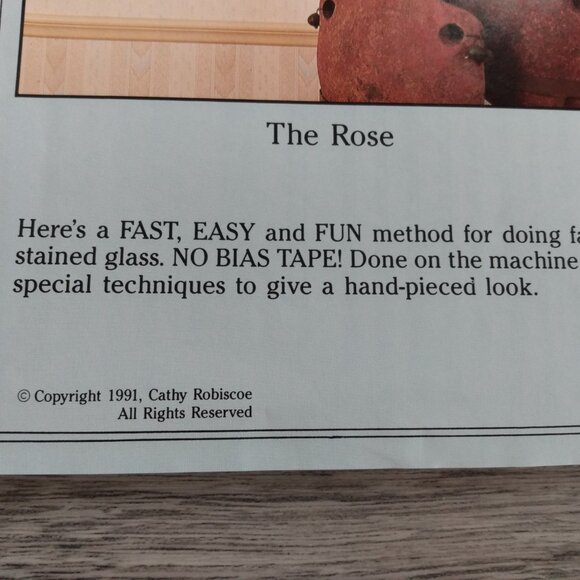 The Rose
Here's a FAST, EASY and FUN method for doing
stained glass. NO BIAS TAPE! Done on the machine
special techniques to give a hand-pieced look.
© Copyright 1991, Cathy Robiscoe
All Rights Reserved